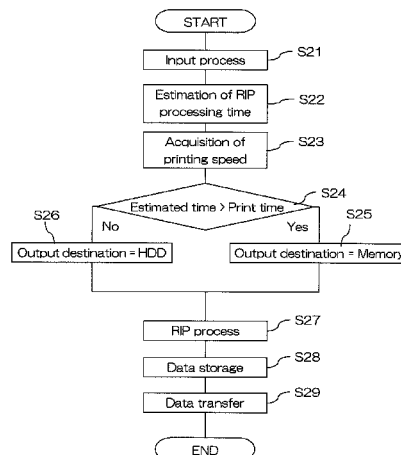 START
Input process
S21
Estimation of RIP
processing time
S22
Acquisition of
printing speed
S23
Estimated time > Print time
S24
S26
No
Yes
S25
Output destination = HDD
Output destination = Memory
RIP process
S27
Data storage
S28
Data transfer
S29
END